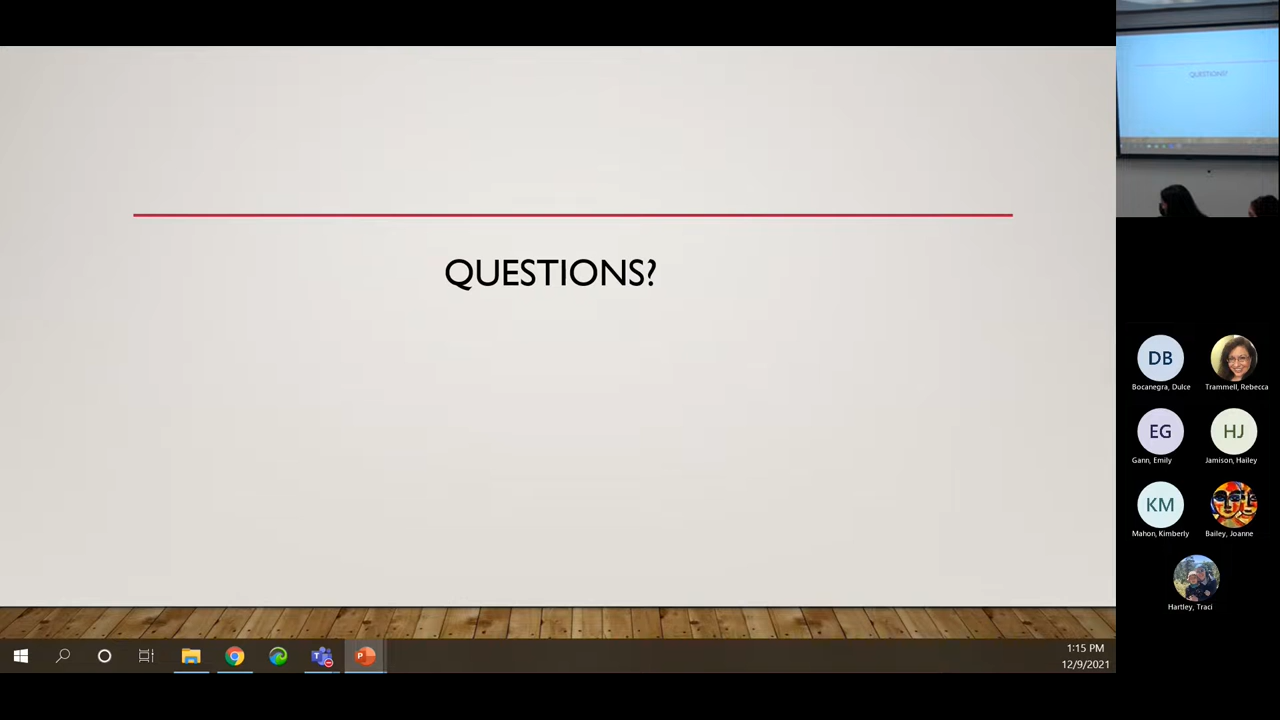 QUESTIONS?
QUESTIONS?
DB
Bocanegra, Dulce
Trammell, Rebecca
EG
Gann, Emily
HJ
Jamison, Hailey
KM
Mahon, Kimberly
Bailey, Joanne
Hartley, Traci
1:15 PM
12/9/2021